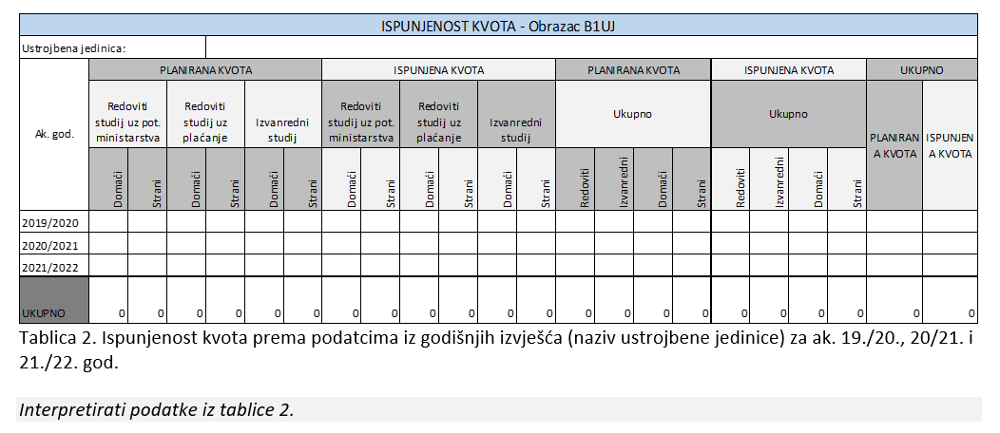 ISPUNJENOST KVOTA - Obrazac B1UJ
Ustrojbena jedinica:
PLANIRANA KVOTA ISPUNJENA KVOTA PLANIRANA KVOTA ISPUNJENA KVOTA UKUPNO
Ak. god.
Redoviti
studij uz pot.
ministarstva
Redoviti
studij uz
plaćanje
Izvanredni
studij
Redoviti
studij uz pot.
ministarstva
Redoviti
studij uz
plaćanje
Izvanredni
studij
Ukupno
Ukupno
PLANIRAN
A KVOTA
ISPUNJEN
A KVOTA
Domaći
Strani
Domaći
Strani
Domaći
Strani
Domaći
Strani
Domaći
Strani
Domaći
Strani
Redoviti
Izvanredni
Domaći
Strani
Redoviti
Izvanredni
Domaći
Strani
2019/2020
2020/2021
2021/2022
UKUPNO 0 0 0 0 0 0 0 0 0 0 0 0 0 0 0 0 0 0 0 0 0 0
Tablica 2. Ispunjenost kvota prema podatcima iz godišnjih izvješća (naziv ustrojbene jedinice) za ak. 19./20., 20/21. i
21./22. god.
Interpretirati podatke iz tablice 2.